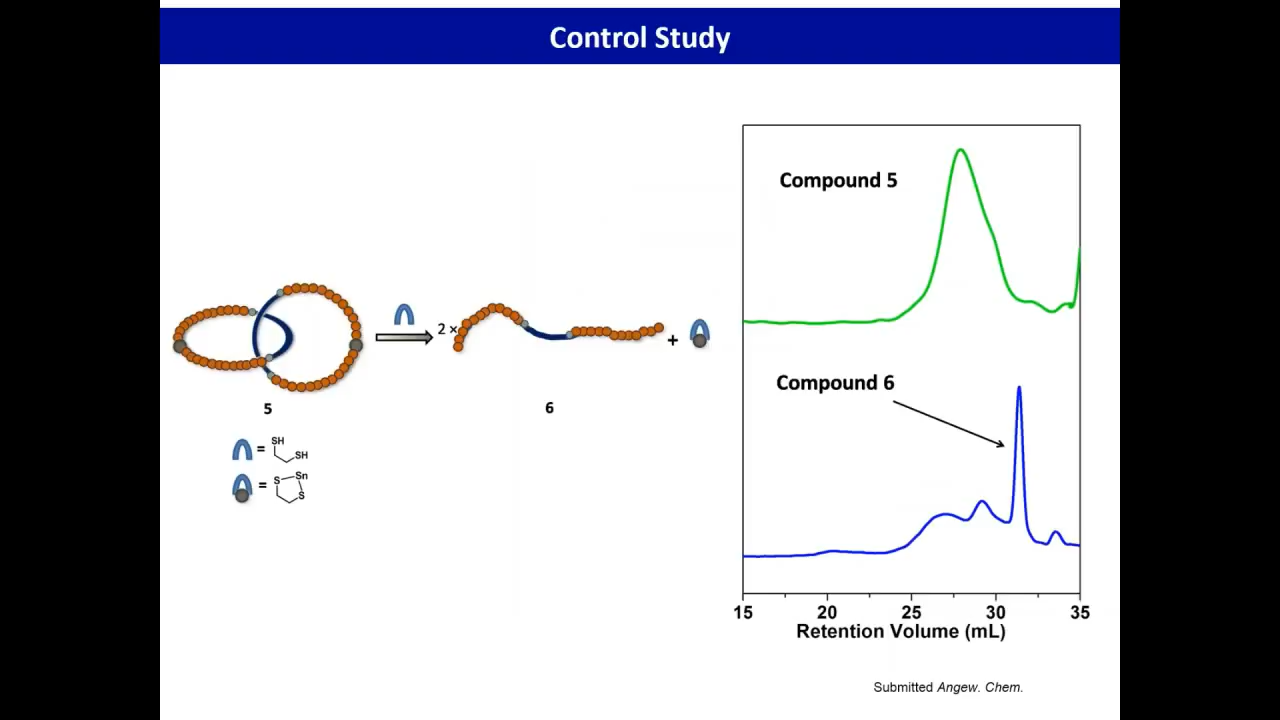 Control Study
Compound 5
2 ×
+
5
6
Compound 6
= SH
SH
= S Sn
S
15 20 25 30 35
Retention Volume (mL)
Submitted Angew. Chem.